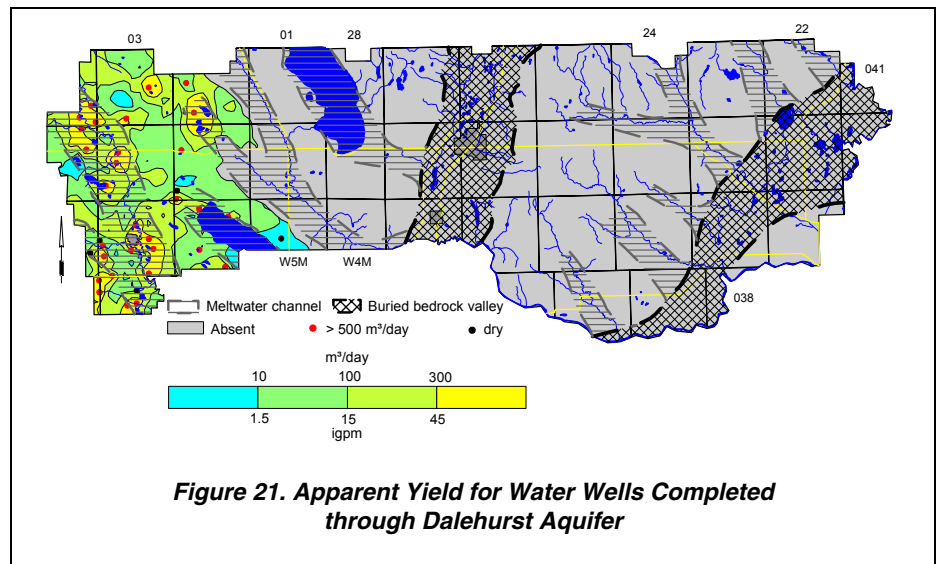 03 01 28 24 22
041
W5M W4M
038
Meltwater channel Buried bedrock valley
Absent > 500 m³/day dry
m³/day
10 100 300
1.5 15 45
igpm
Figure 21. Apparent Yield for Water Wells Completed
through Dalehurst Aquifer